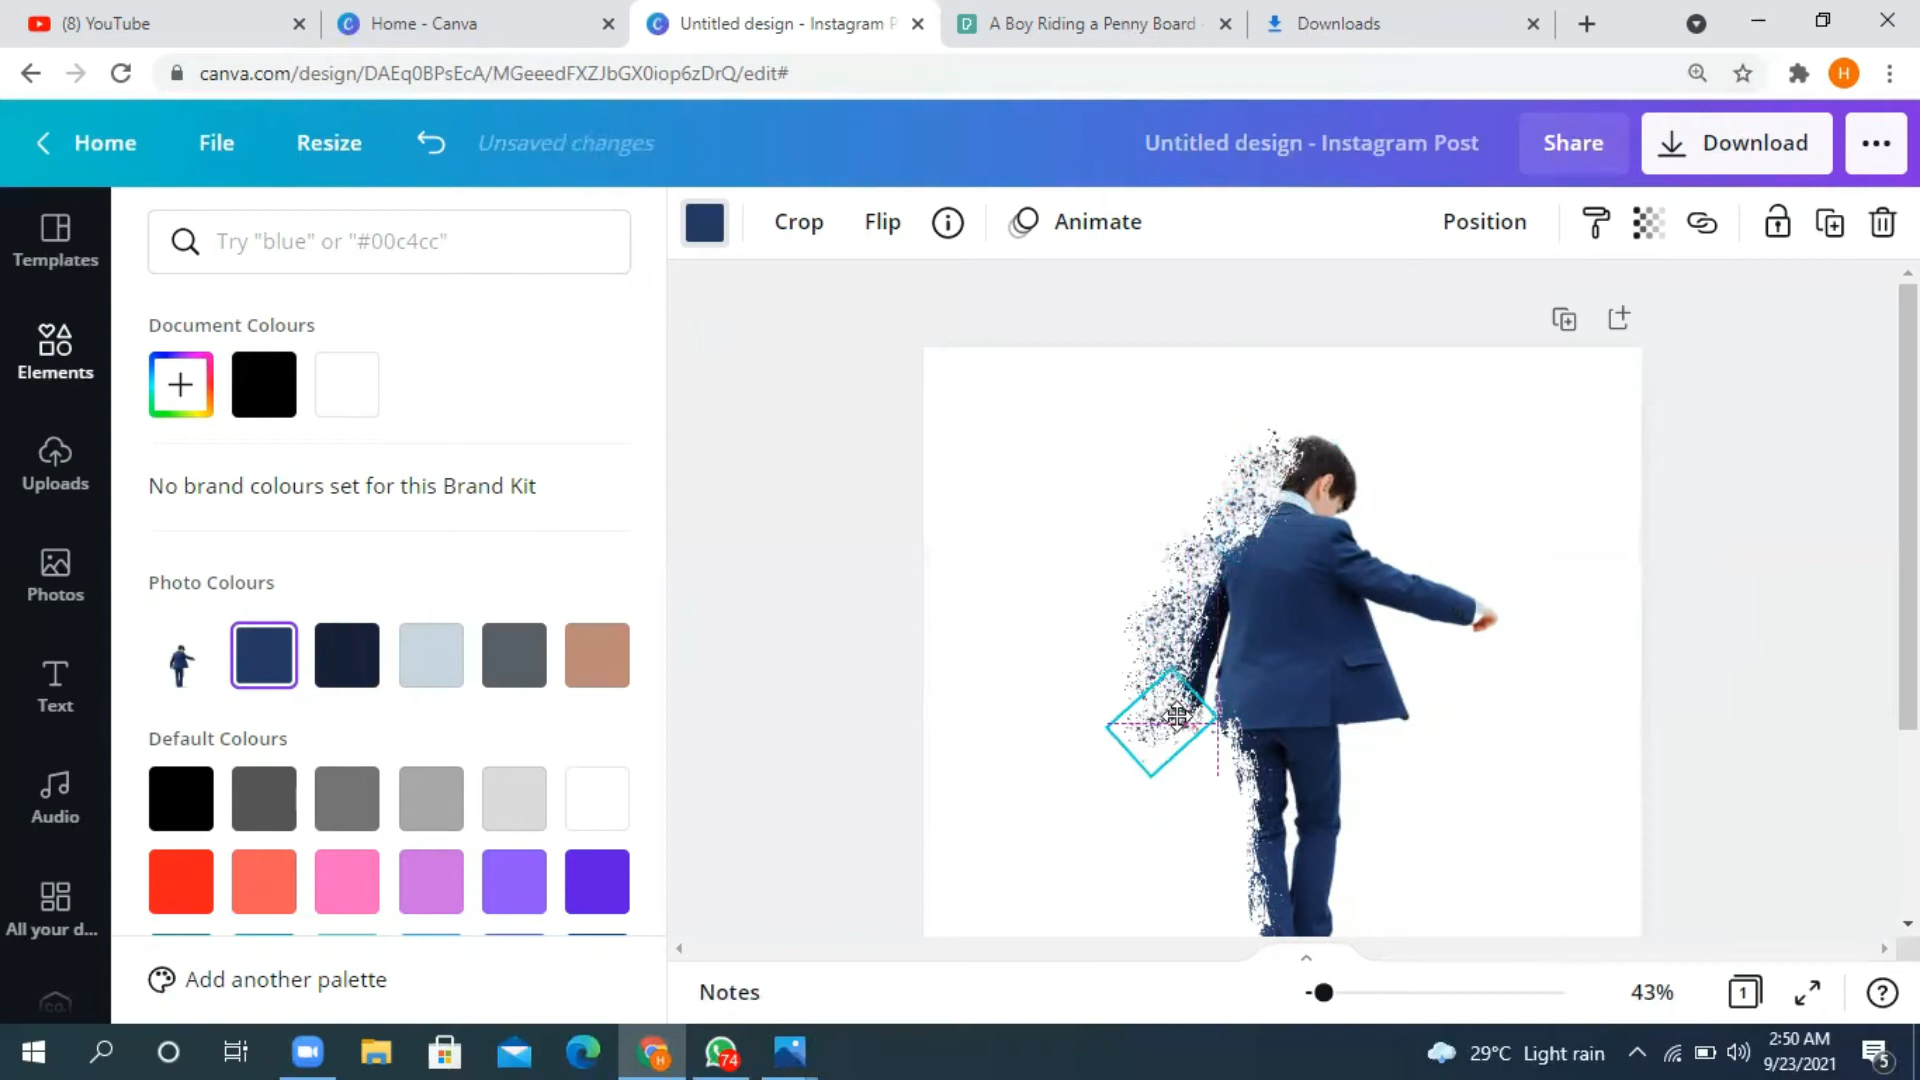 (8) YouTube
Home - Canva
Untitled design - Instagram P
A Boy Riding a Penny Board
Downloads
canva.com/design/DAEq0BPsEcA/MGeeedFXZJbGX0iop6zDrQ/edit#
H
Home
File
Resize
Unsaved changes
Untitled design - Instagram Post
Share
Download
Templates
Elements
Uploads
Photos
Text
Audio
All your d...
CO.
Try "blue" or "#00c4cc"
Document Colours
No brand colours set for this Brand Kit
Photo Colours
Default Colours
Add another palette
Crop
Flip
Animate
Position
Notes
43%
1
74
29°C Light rain
2:50 AM
9/23/2021
5